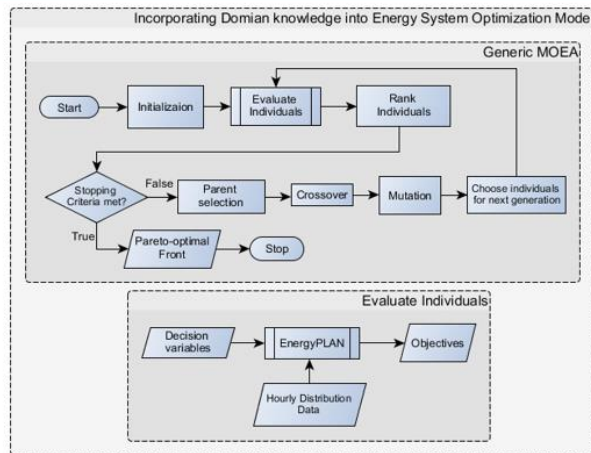 Incorporating Domian knowledge into Energy System Optimization Mode
Generic MOEA
Start
Initializaion
Evaluate
Individuals
Rank
Individuals
Stopping
Criteria met?
False
Parent
selection
Crossover
Mutation
Choose individuals
for next generation
True
Pareto-optimal
Front
Stop
Evaluate Individuals
Decision
variables
EnergyPLAN
Objectives
Hourly Distribution
Data